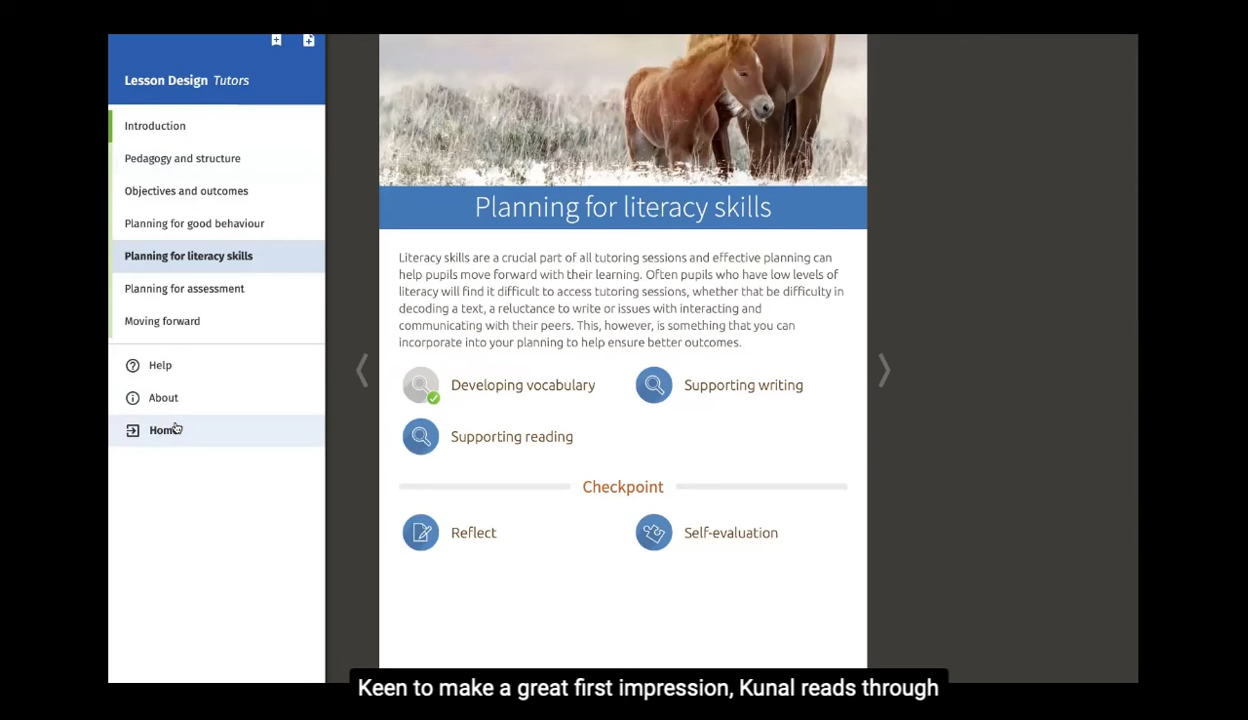 Lesson Design Tutors
Introduction
Pedagogy and structure
Objectives and outcomes
Planning for good behaviour
Planning for literacy skills
Planning for assessment
Moving forward
Help
About
Home
Planning for literacy skills
Literacy skills are a crucial part of all tutoring sessions and effective planning can
help pupils move forward with their learning. Often pupils who have low levels of
literacy will find it difficult to access tutoring sessions, whether that be difficulty in
decoding a text, a reluctance to write or issues with interacting and
communicating with their peers. This, however, is something that you can
incorporate into your planning to help ensure better outcomes.
Developing vocabulary
Supporting writing
Supporting reading
Checkpoint
Reflect
Self-evaluation
Keen to make a great first impression, Kunal reads through